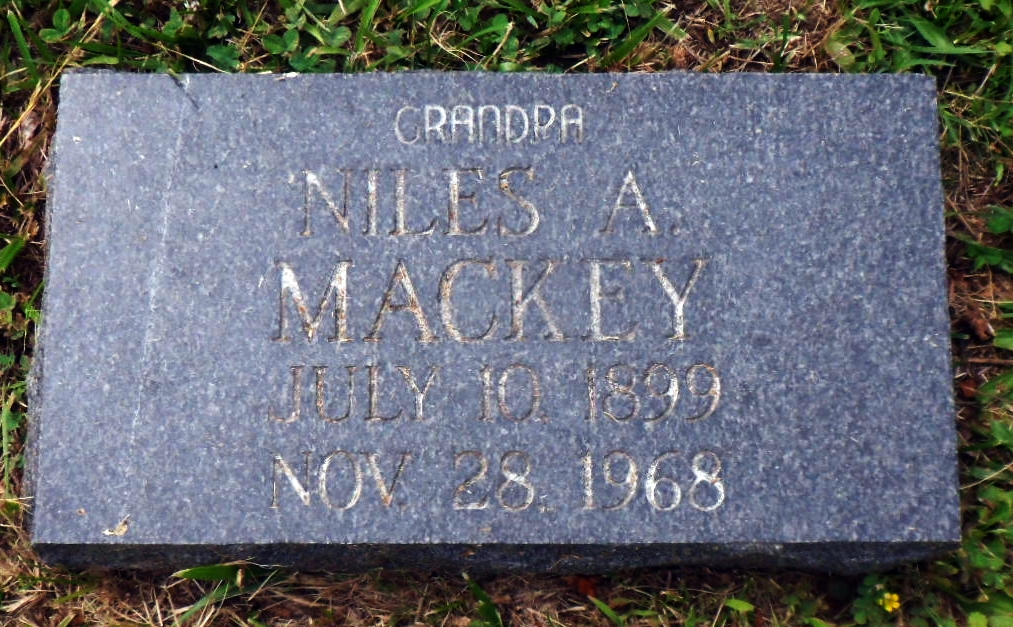 GRANDPA
NILES A.
MACKEY
JULY 10. 1899
NOV. 28. 1968